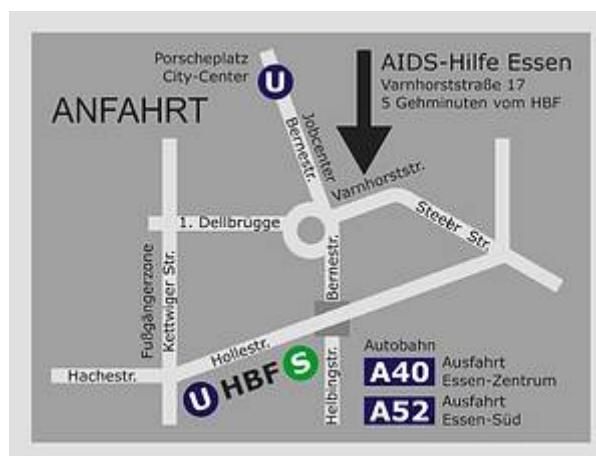 Porscheplatz
City-Center
U
AIDS-Hilfe Essen
Varnhorststraße 17
5 Gehminuten vom HBF
ANFAHRT
Jobcenter
Bernestr.
Varnhorststr.
1. Dellbrügge
Steeler Str.
Fußgängerzone
Kettwiger Str.
Bernestr.
Hollestr.
Hachestr.
U HBF S
Helbingstr.
Autobahn
A40 Ausfahrt
Essen-Zentrum
A52 Ausfahrt
Essen-Süd